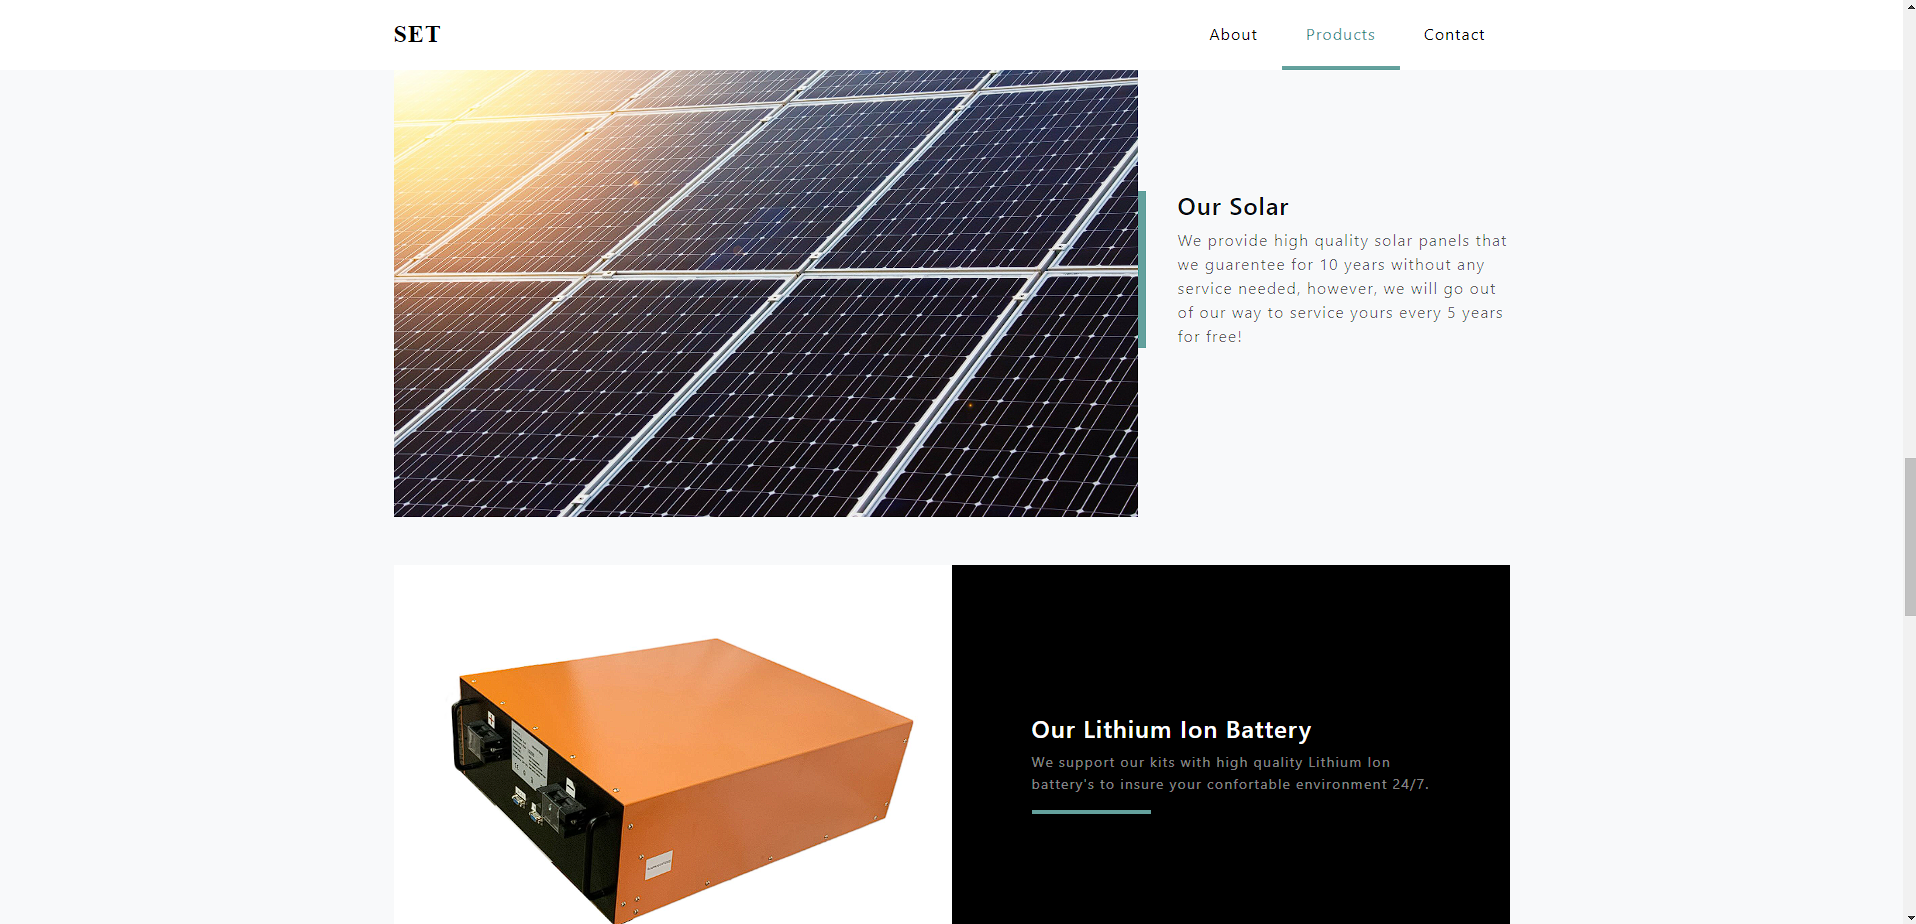 SET
About
Products
Contact
Our Solar
We provide high quality solar panels that
we guarentee for 10 years without any
service needed, however, we will go out
of our way to service yours every 5 years
for free!
Our Lithium Ion Battery
We support our kits with high quality Lithium Ion
battery's to insure your confortable environment 24/7.